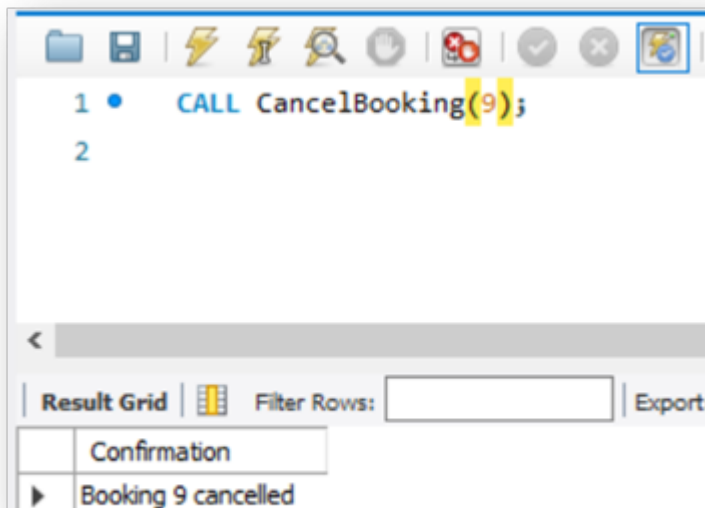 1 CALL CancelBooking(9);
2
Result Grid Filter Rows: Export
Confirmation
Booking 9 cancelled